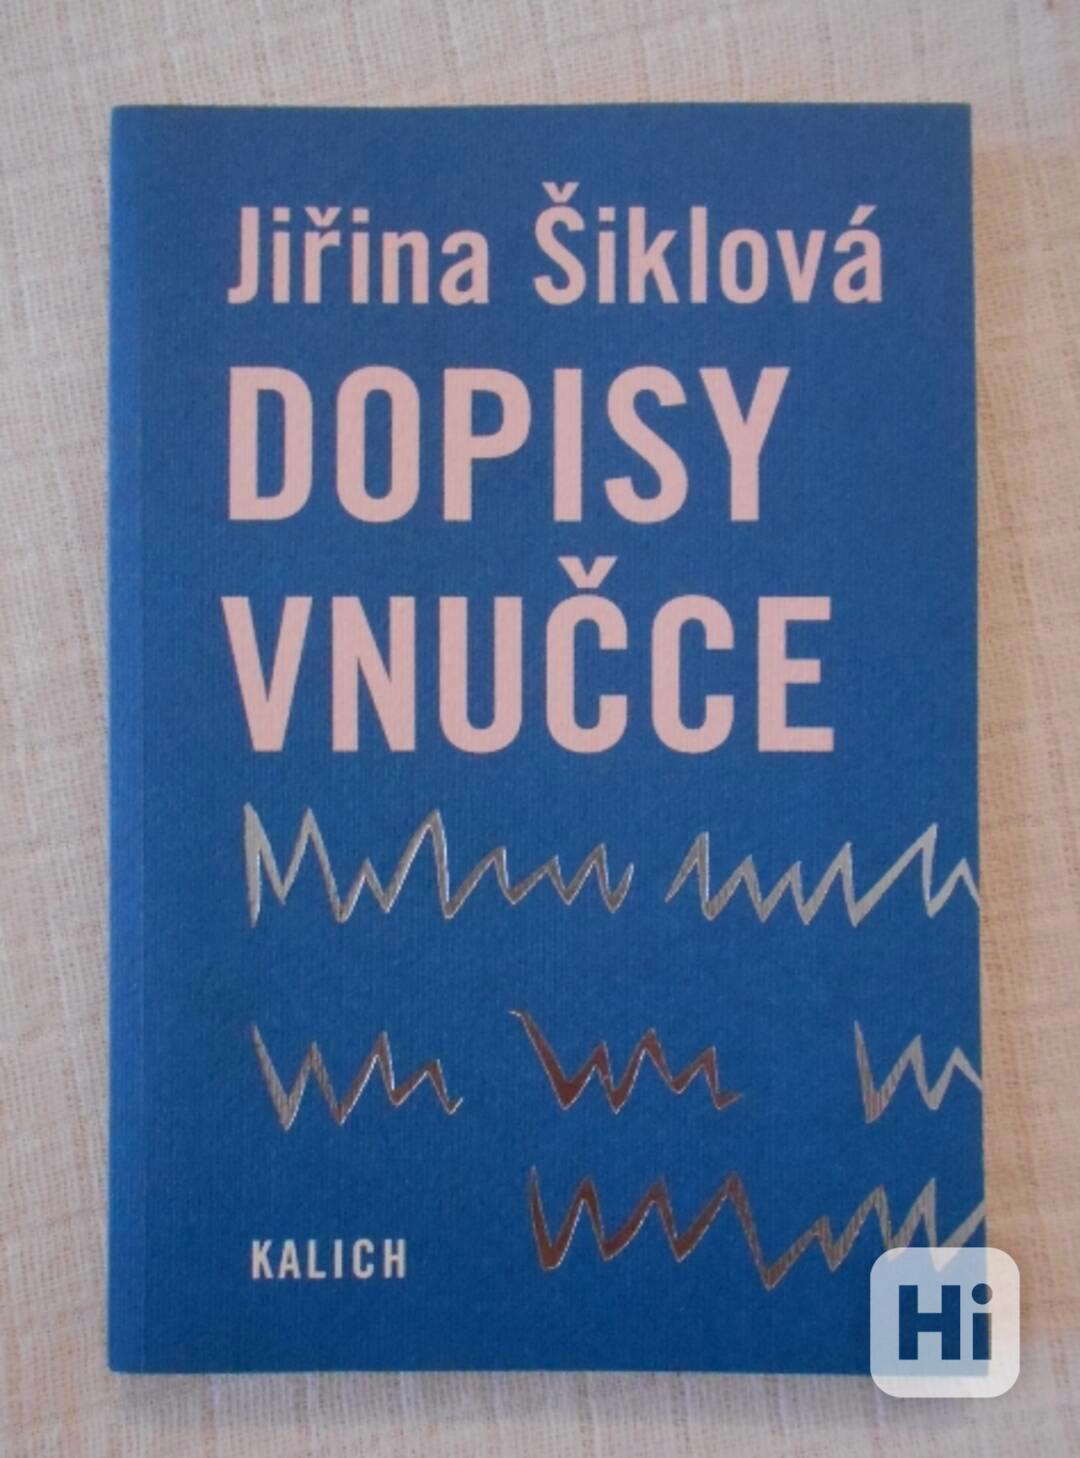 Jiřina Šiklová
DOPISY
VNUČCE
KALICH
Hi